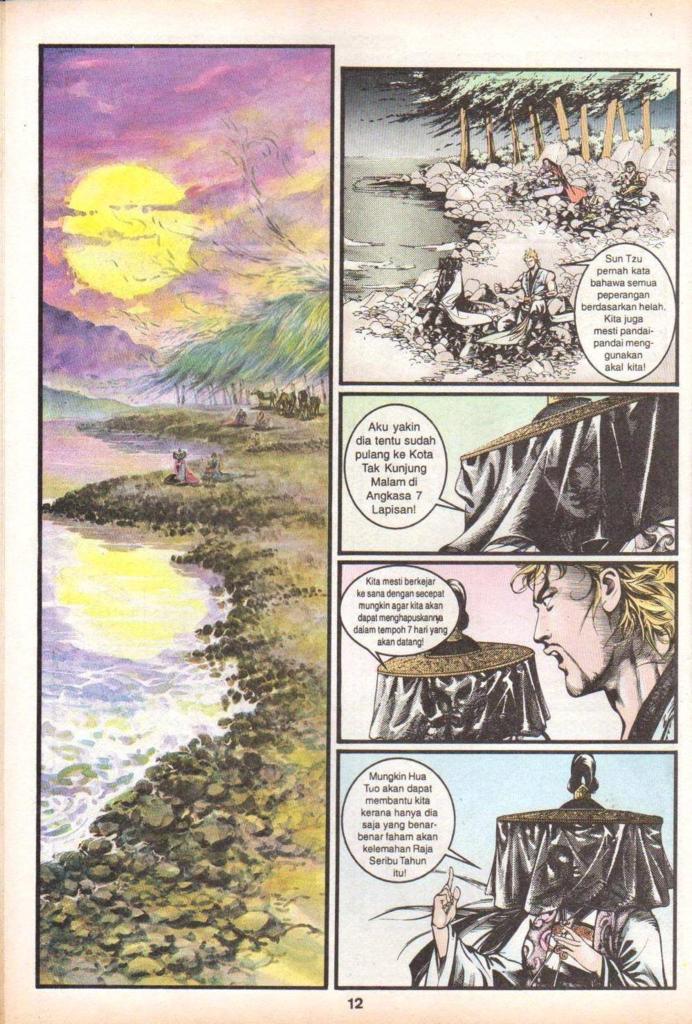 Sun Tzu
pernah kata
bahawa semua
peperangan
berdasarkan helah.
Kita juga
mesti pandai-
pandai meng-
gunakan
akal kita!
Aku yakin
dia tentu sudah
pulang ke Kota
Tak Kunjung
Malam di
Angkasa 7
Lapisan!
Kita mesti berkejar
ke sana dengan secepat
mungkin agar kita akan
dapat menghapuskannya
dalam tempoh 7 hari yang
akan datang!
Mungkin Hua
Tuo akan dapat
membantu kita
kerana hanya dia
saja yang benar-
benar faham akan
kelemahan Raja
Seribu Tahun
itu!
12